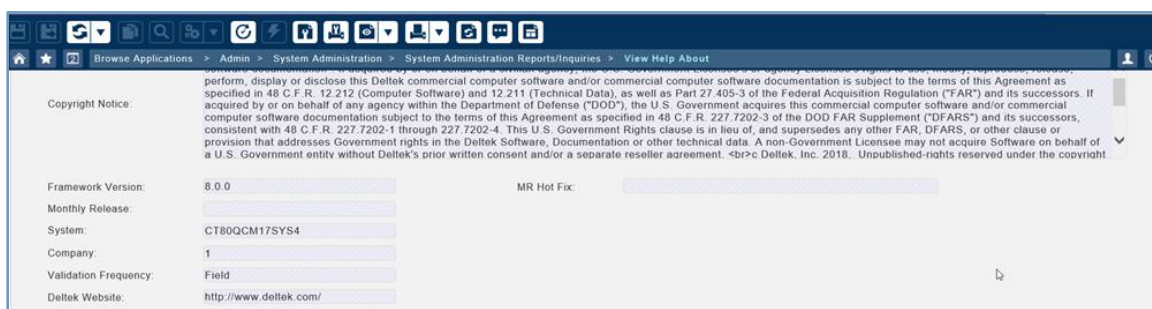 Browse Applications > Admin > System Administration > System Administration Reports/Inquiries > View Help About
perform, display or disclose this Deltek commercial computer software and/or commercial computer software documentation is subject to the terms of this Agreement as
Copyright Notice:
specified in 48 C.F.R. 12.212 (Computer Software) and 12.211 (Technical Data), as well as Part 27.405-3 of the Federal Acquisition Regulation ("FAR") and its successors. If
acquired by or on behalf of any agency within the Department of Defense ("DOD"), the U.S. Government acquires this commercial computer software and/or commercial
computer software documentation subject to the terms of this Agreement as specified in 48 C.F.R. 227.7202-3 of the DOD FAR Supplement ("DFARS") and its successors,
consistent with 48 C.F.R. 227.7202-1 through 227.7202-4. This U.S. Government Rights clause is in lieu of, and supersedes any other FAR, DFARS, or other clause or
provision that addresses Government rights in the Deltek Software, Documentation or other technical data. A non-Government Licensee may not acquire Software on behalf of
a U.S. Government entity without Deltek's prior written consent and/or a separate reseller agreement. <br>c Deltek, Inc. 2018, Unpublished-rights reserved under the copyright
Framework Version: 8.0.0 MR Hot Fix:
Monthly Release:
System: CT80QCM17SYS4
Company: 1
Validation Frequency: Field
Deltek Website: http://www.deltek.com/